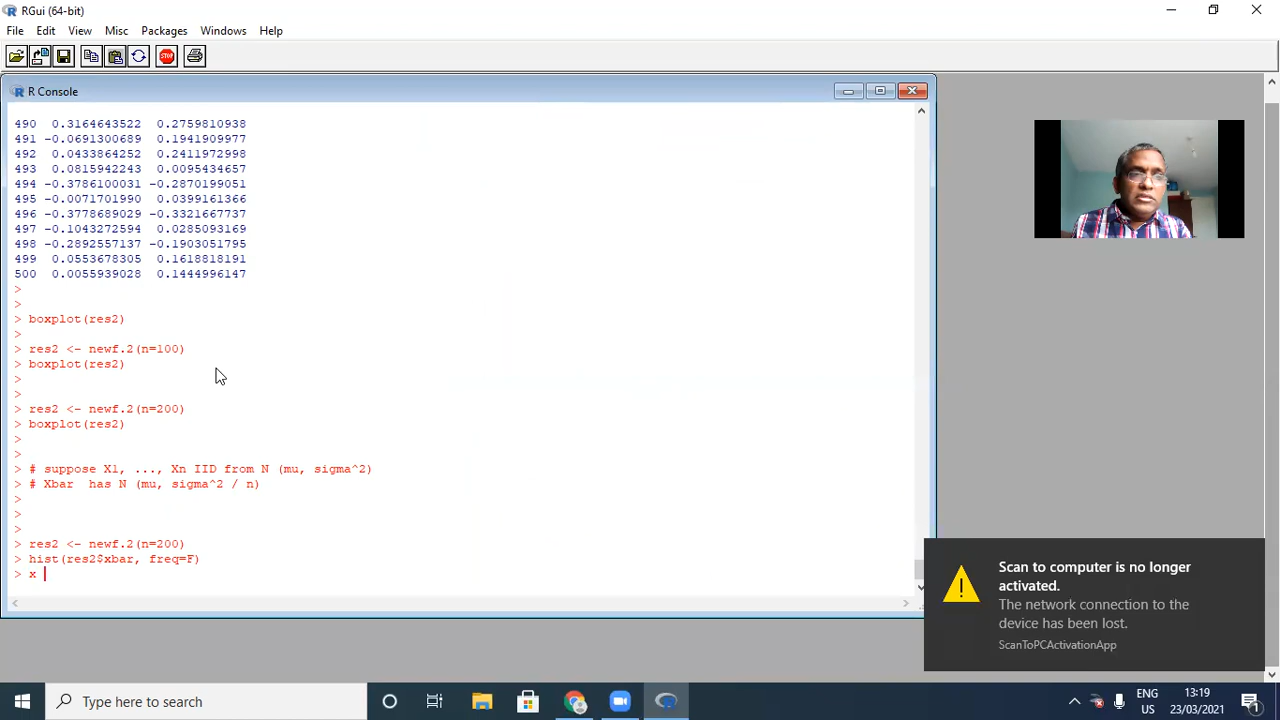 RGui (64-bit)
File Edit View Misc Packages Windows Help
STOP
R Console
490 0.3164643522 0.2759810938
491 -0.0691300689 0.1941909977
492 0.0433864252 0.2411972998
493 0.0815942243 0.0095434657
494 -0.3786100031 -0.2870199051
495 -0.0071701990 0.0399161366
496 -0.3778689029 -0.3321667737
497 -0.1043272594 0.0285093169
498 -0.2892557137 -0.1903051795
499 0.0553678305 0.1618818191
500 0.0055939028 0.1444996147
>
>
> boxplot(res2)
>
> res2 <- newf.2(n=100)
> boxplot(res2)
>
>
> res2 <- newf.2(n=200)
> boxplot(res2)
>
>
> # suppose X1, ..., Xn IID from N (mu, sigma^2)
> # Xbar has N (mu, sigma^2 / n)
>
>
>
> res2 <- newf.2(n=200)
> hist(res2$xbar, freq=F)
> x
Scan to computer is no longer
activated.
The network connection to the
device has been lost.
ScanToPCActivationApp
Type here to search
ENG
US
13:19
23/03/2021
1